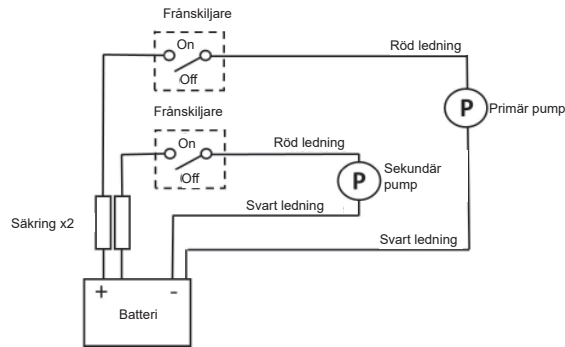 Frånskiljare
On
Off
Röd ledning
P
Primär pump
Frånskiljare
On
Off
Röd ledning
P
Sekundär
pump
Svart ledning
Säkring x2
Svart ledning
+
-
Batteri